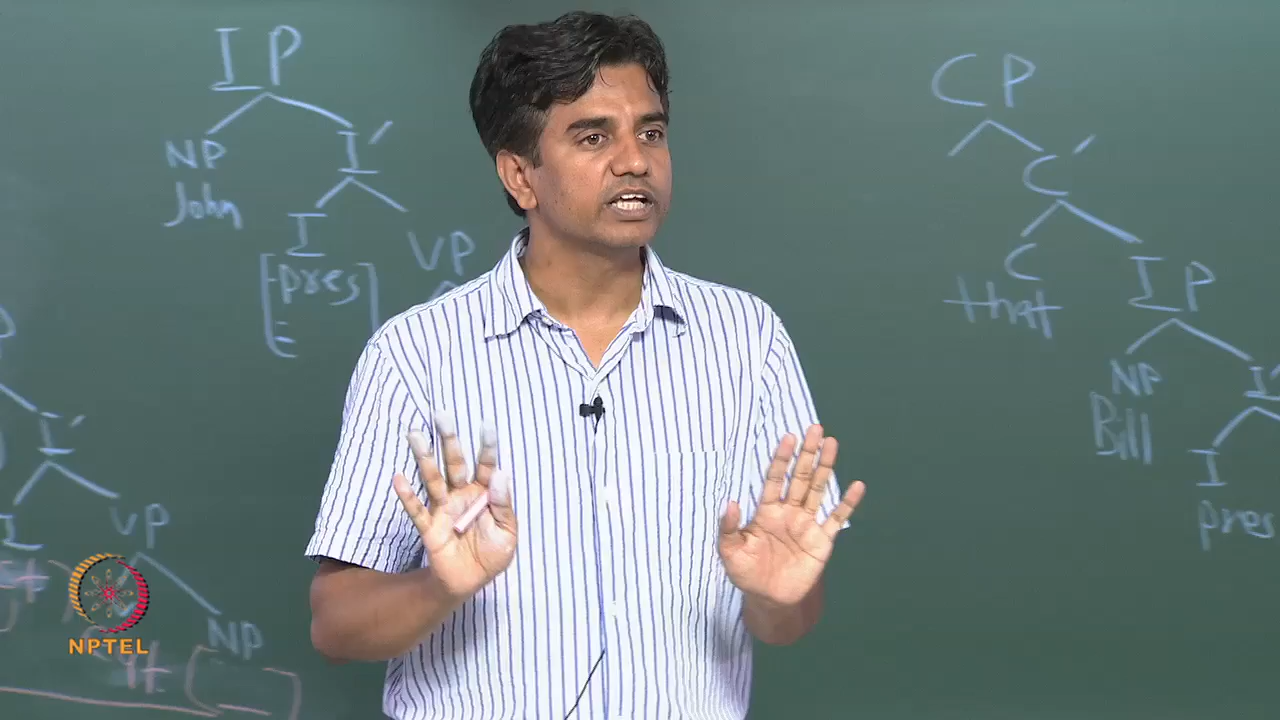 IP
NP
I'
John
I
VP
[pres]
E
I'
I
VP
NP
CP
C'
C
that
IP
NP
I'
Bill
I
pres
NPTEL